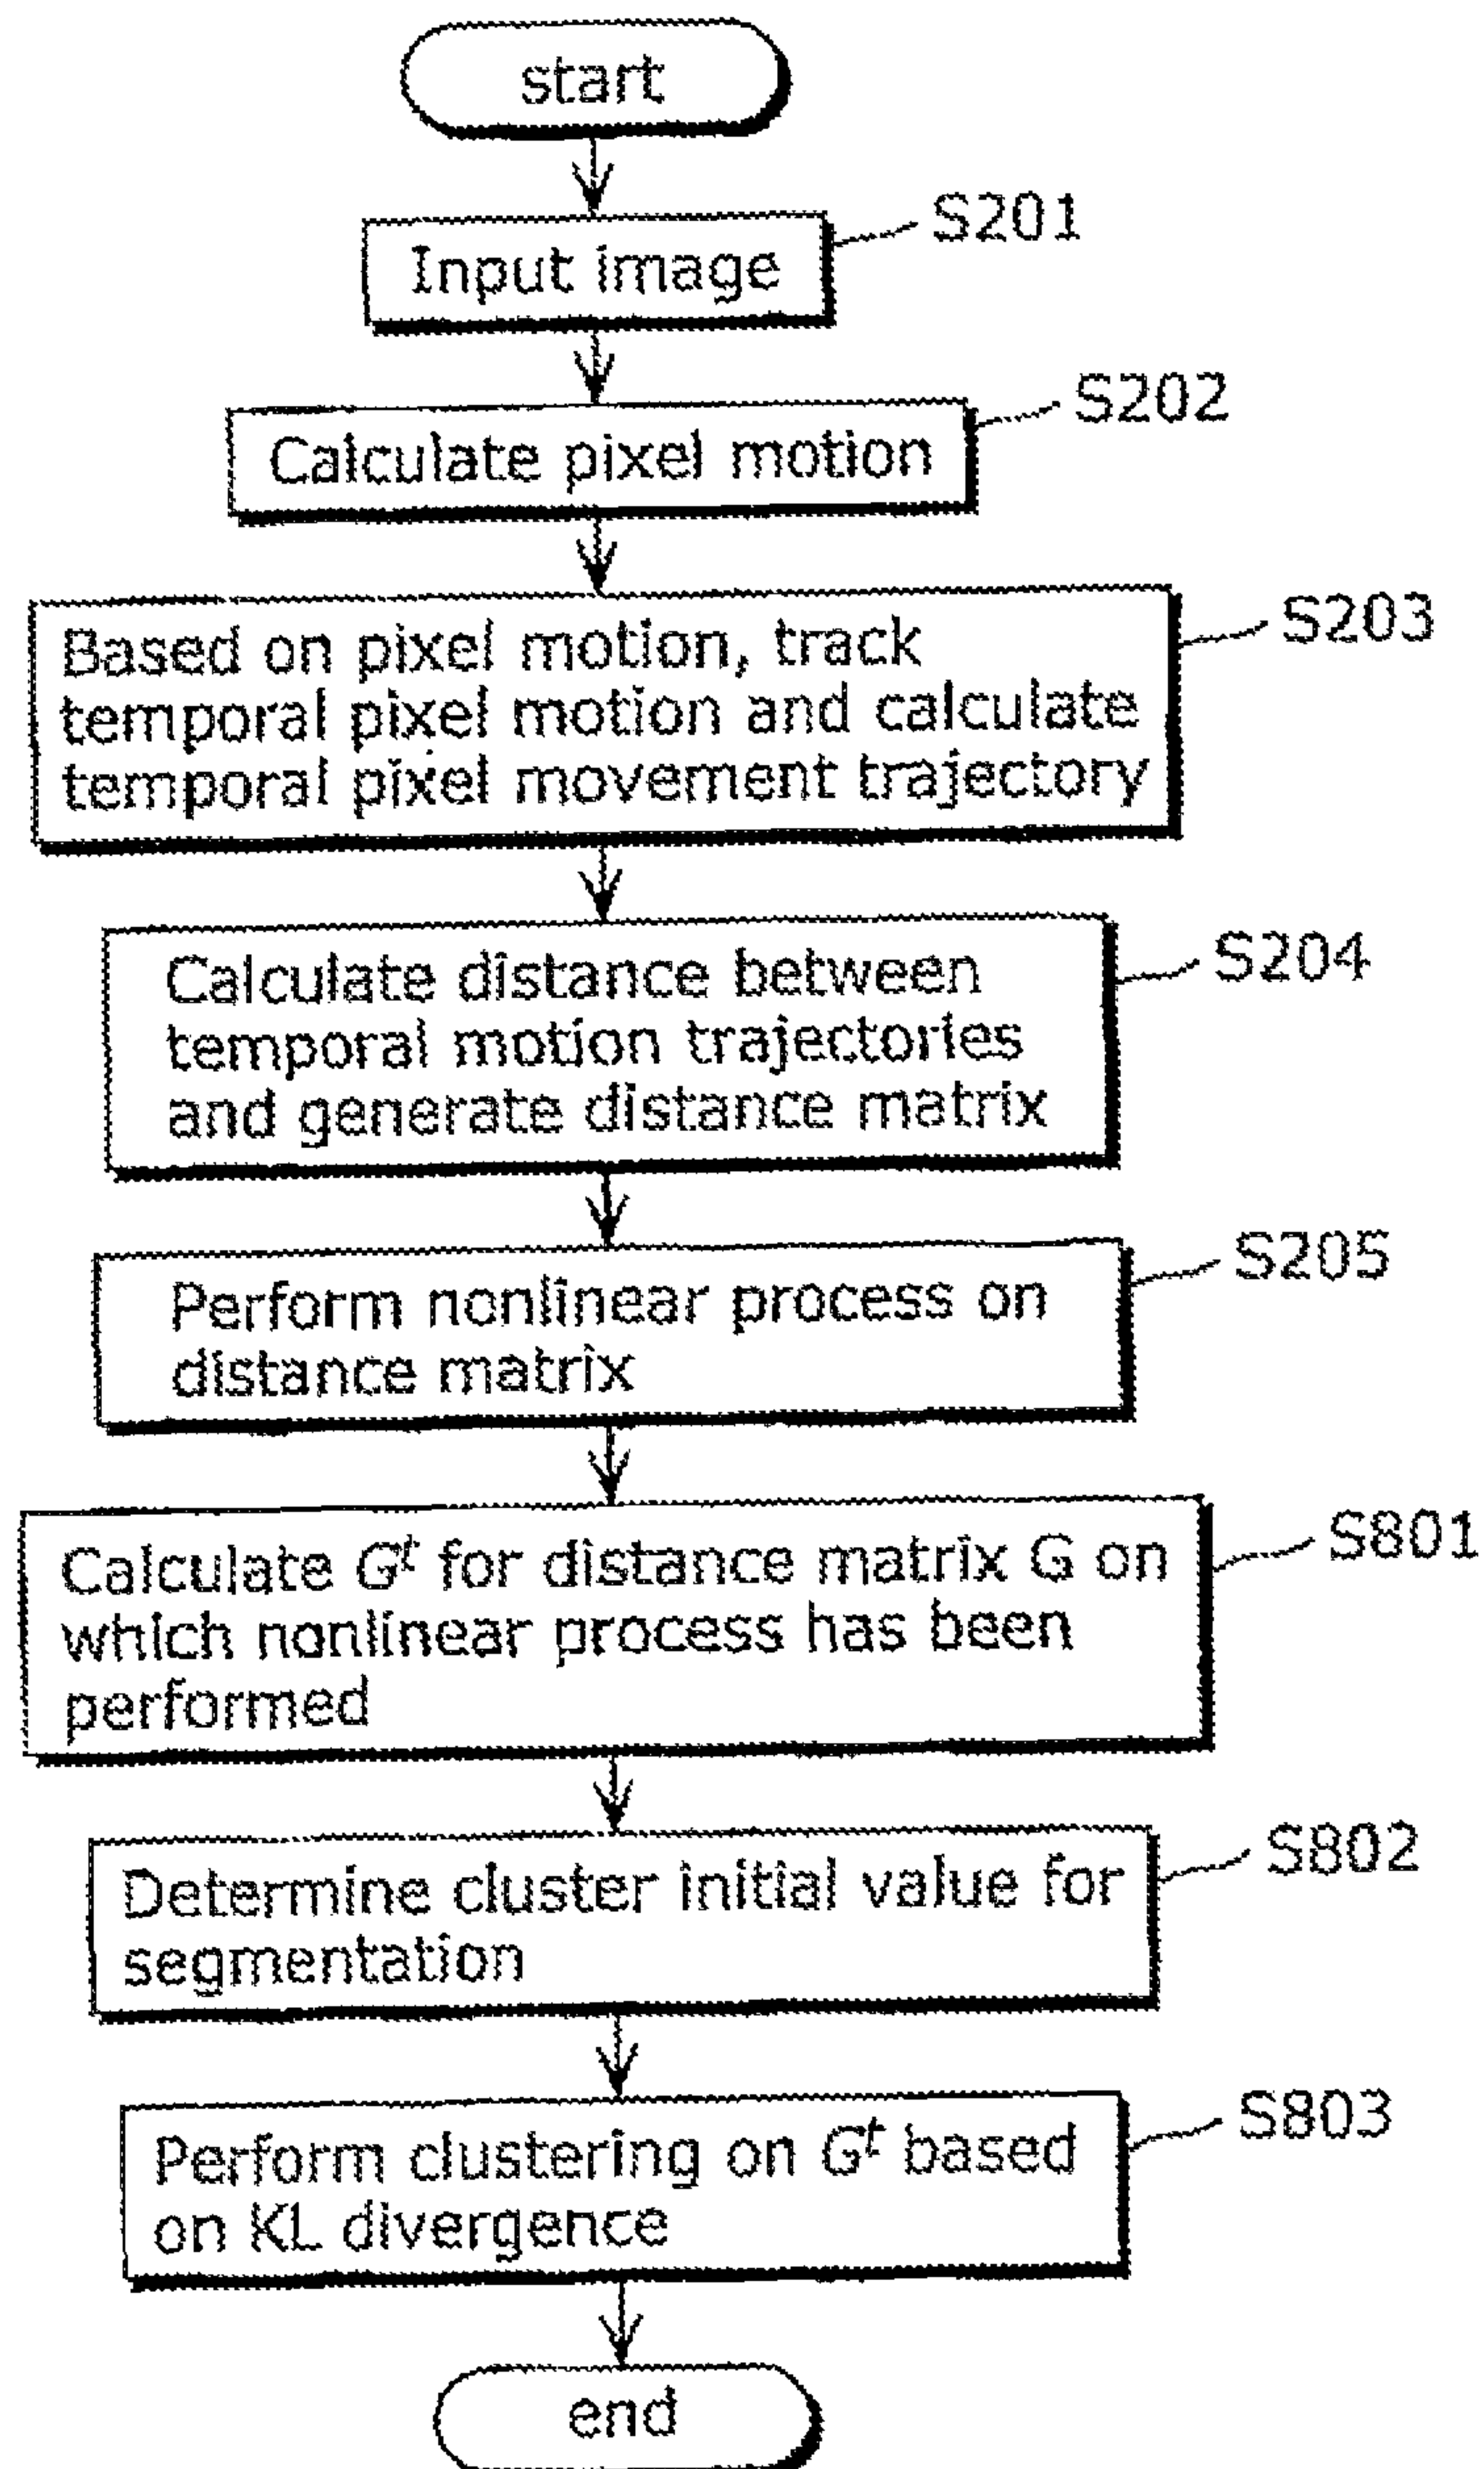 start
S201
Input image
S202
Calculate pixel motion
S203
Based on pixel motion, track
temporal pixel motion and calculate
temporal pixel movement trajectory
S204
Calculate distance between
temporal motion trajectories
and generate distance matrix
S205
Perform nonlinear process on
distance matrix
S801
Calculate Gᵗ for distance matrix G on
which nonlinear process has been
performed
S802
Determine cluster initial value for
segmentation
S803
Perform clustering on Gᵗ based
on KL divergence
end